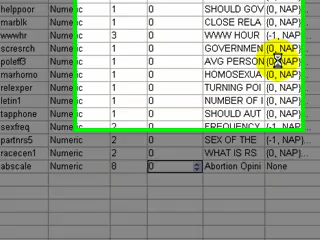 helppoor Numeric 1 0 SHOULD GOV {0, NAP}...
marblk Numeric 1 0 CLOSE RELA {0, NAP}...
wwwhr Numeric 3 0 WWW HOUR {-1, NAP}...
scresrch Numeric 1 0 GOVERNMEN {0, NAP}...
poleff3 Numeric 1 0 AVG PERSON {0, NAP}...
marhomo Numeric 1 0 HOMOSEXUA {0, NAP}...
relexper Numeric 1 0 TURNING POI {0, NAP}...
letin1 Numeric 1 0 NUMBER OF I {0, NAP}...
tapphone Numeric 1 0 SHOULD AUT {0, NAP}...
sexfreq Numeric 2 0 FREQUENCY {-1, NAP}...
partnrs5 Numeric 2 0 SEX OF THE {-1, NAP}...
racecen1 Numeric 2 0 WHAT IS RS {0, NAP}...
abscale Numeric 8 0 Abortion Opini None